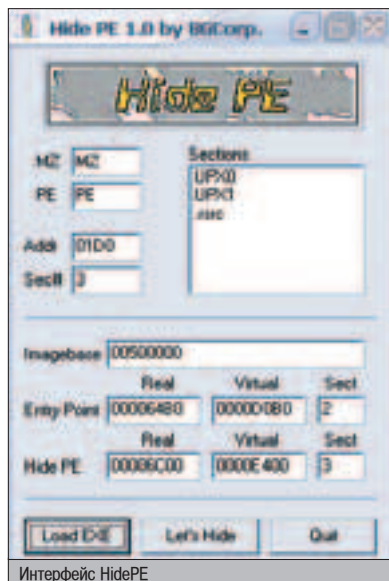 Hide PE 1.0 by BGCorp.
Hide PE
MZ MZ
PE PE
Addr 01D0
Sect# 3
Sections
UPX0
UPX1
.rsrc
Imagebase 00500000
Real Virtual Sect
Entry Point 000064B0 0000D0B0 2
Real Virtual Sect
Hide PE 00006C00 0000E400 3
Load EXE Let's Hide Quit
Интерфейс HidePE